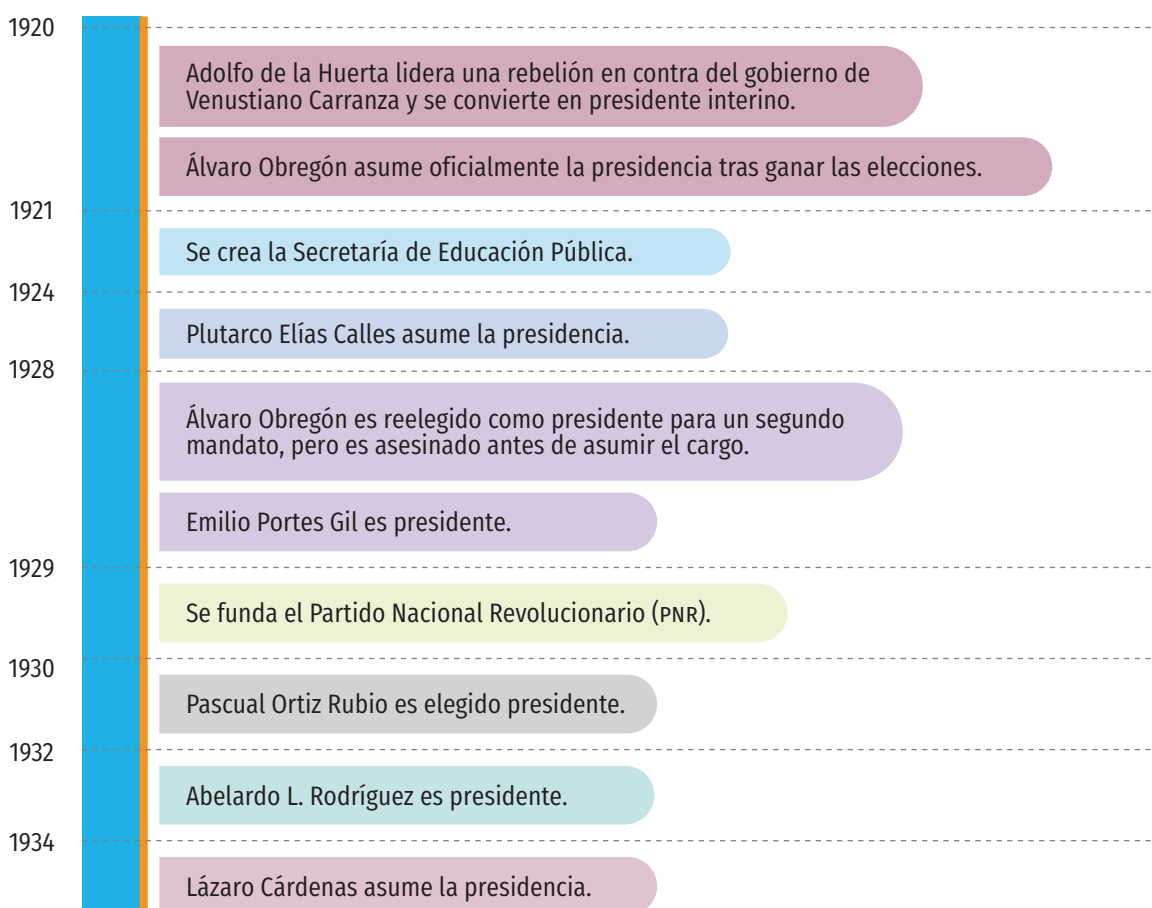 1920
Adolfo de la Huerta lidera una rebelión en contra del gobierno de
Venustiano Carranza y se convierte en presidente interino.
Álvaro Obregón asume oficialmente la presidencia tras ganar las elecciones.
1921
Se crea la Secretaría de Educación Pública.
1924
Plutarco Elías Calles asume la presidencia.
1928
Álvaro Obregón es reelegido como presidente para un segundo
mandato, pero es asesinado antes de asumir el cargo.
Emilio Portes Gil es presidente.
1929
Se funda el Partido Nacional Revolucionario (PNR).
1930
Pascual Ortiz Rubio es elegido presidente.
1932
Abelardo L. Rodríguez es presidente.
1934
Lázaro Cárdenas asume la presidencia.